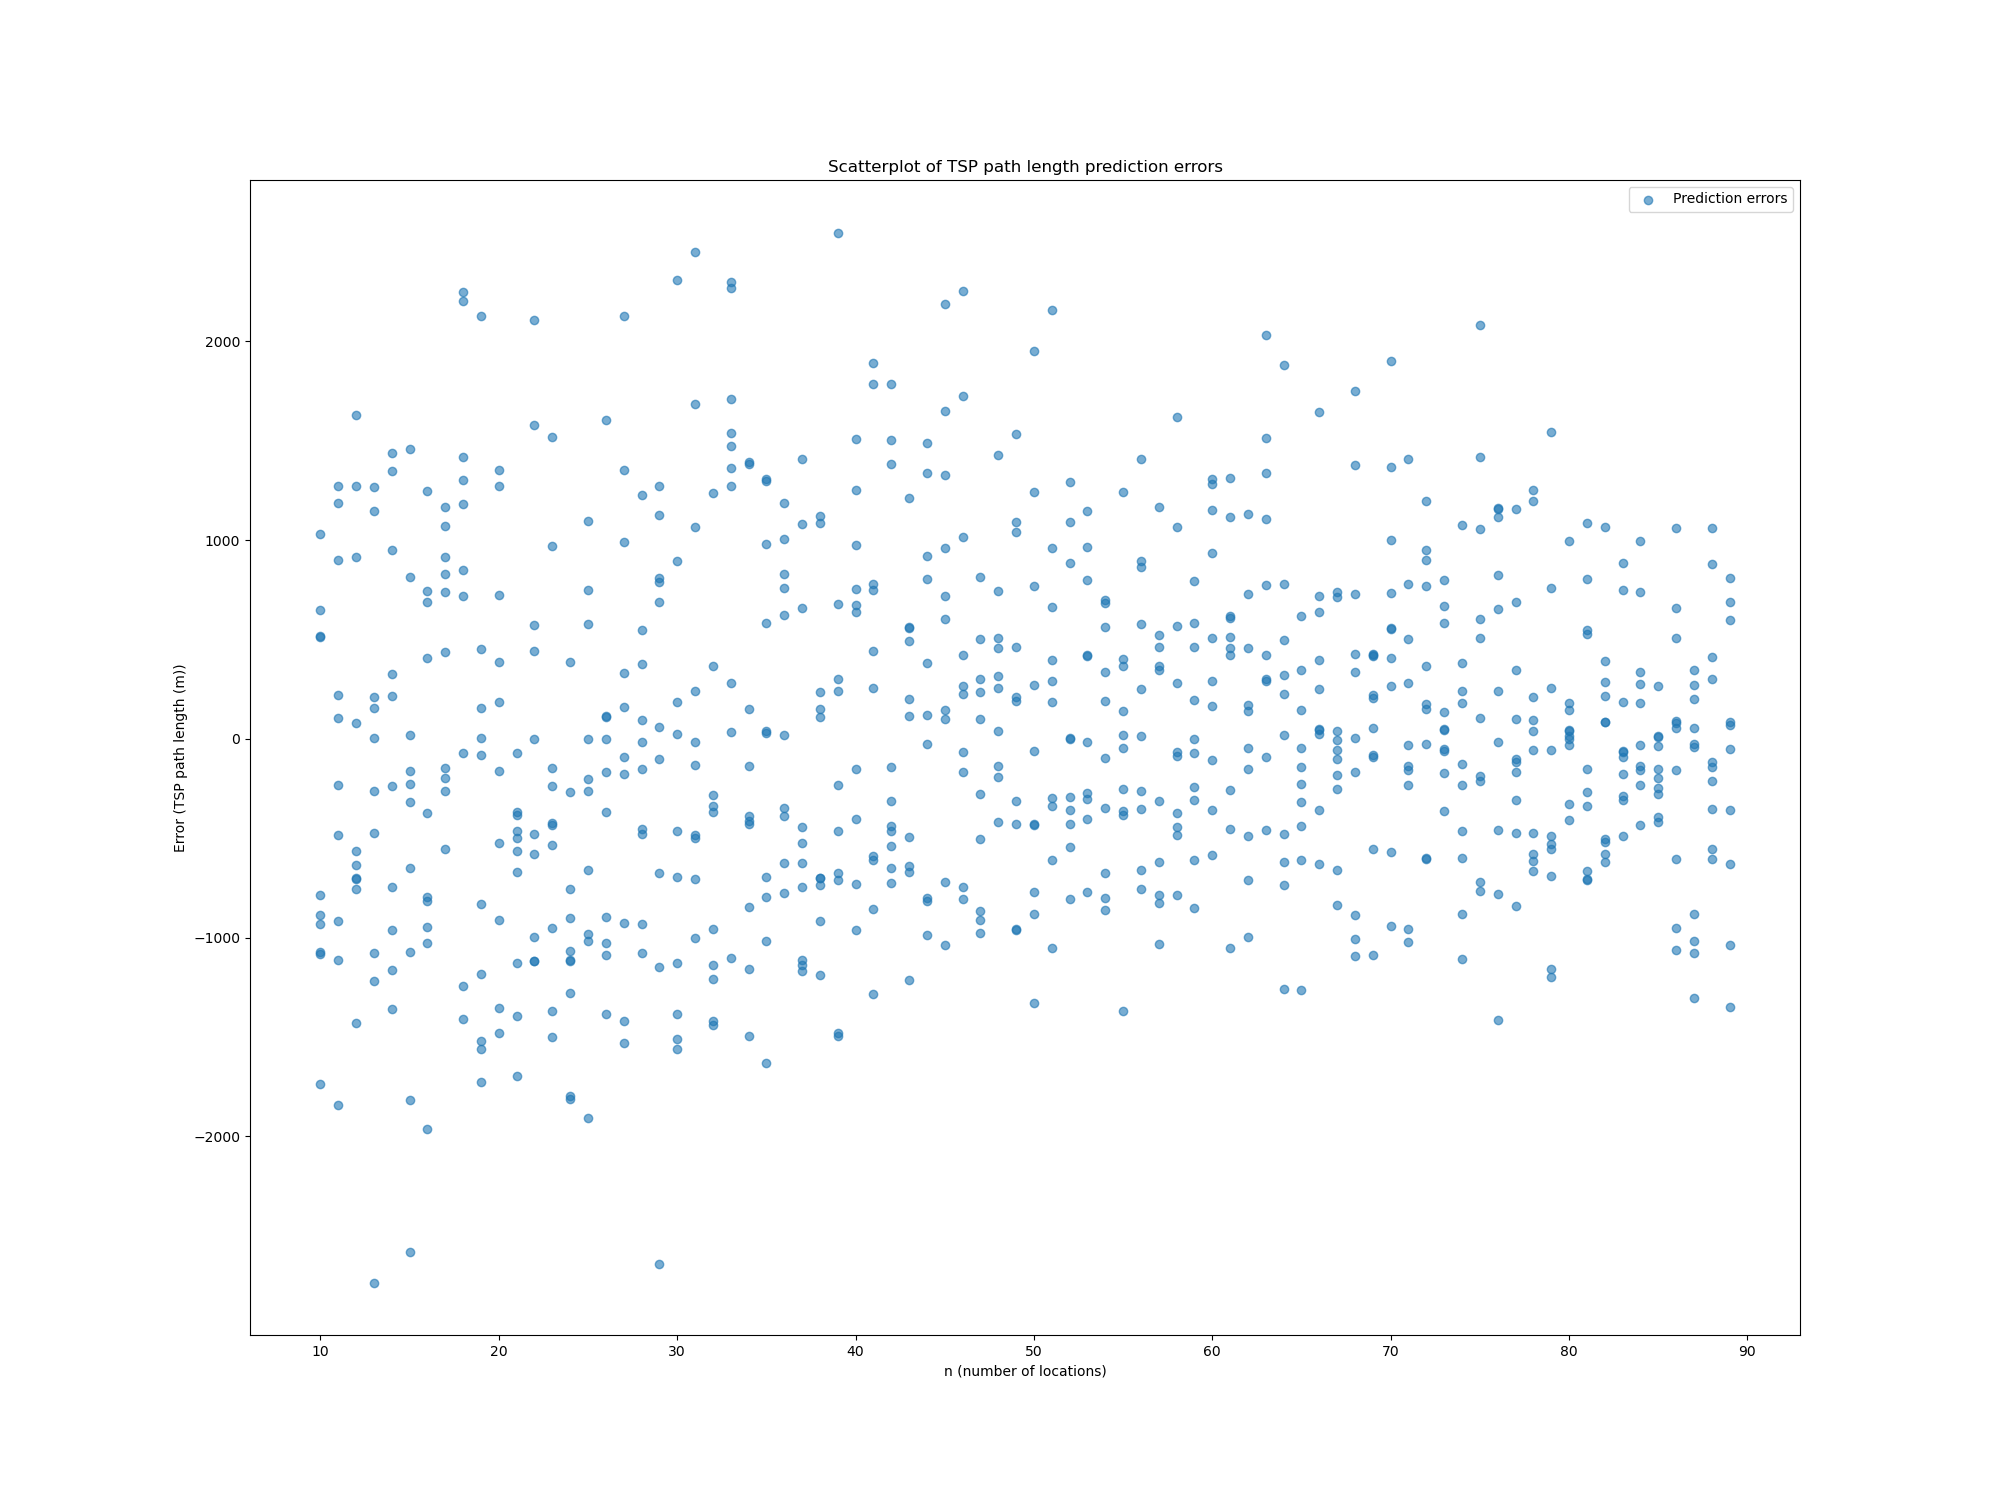 Scatterplot of TSP path length prediction errors
Prediction errors
Error (TSP path length (m))
2000
1000
0
−1000
−2000
10 20 30 40 50 60 70 80 90
n (number of locations)